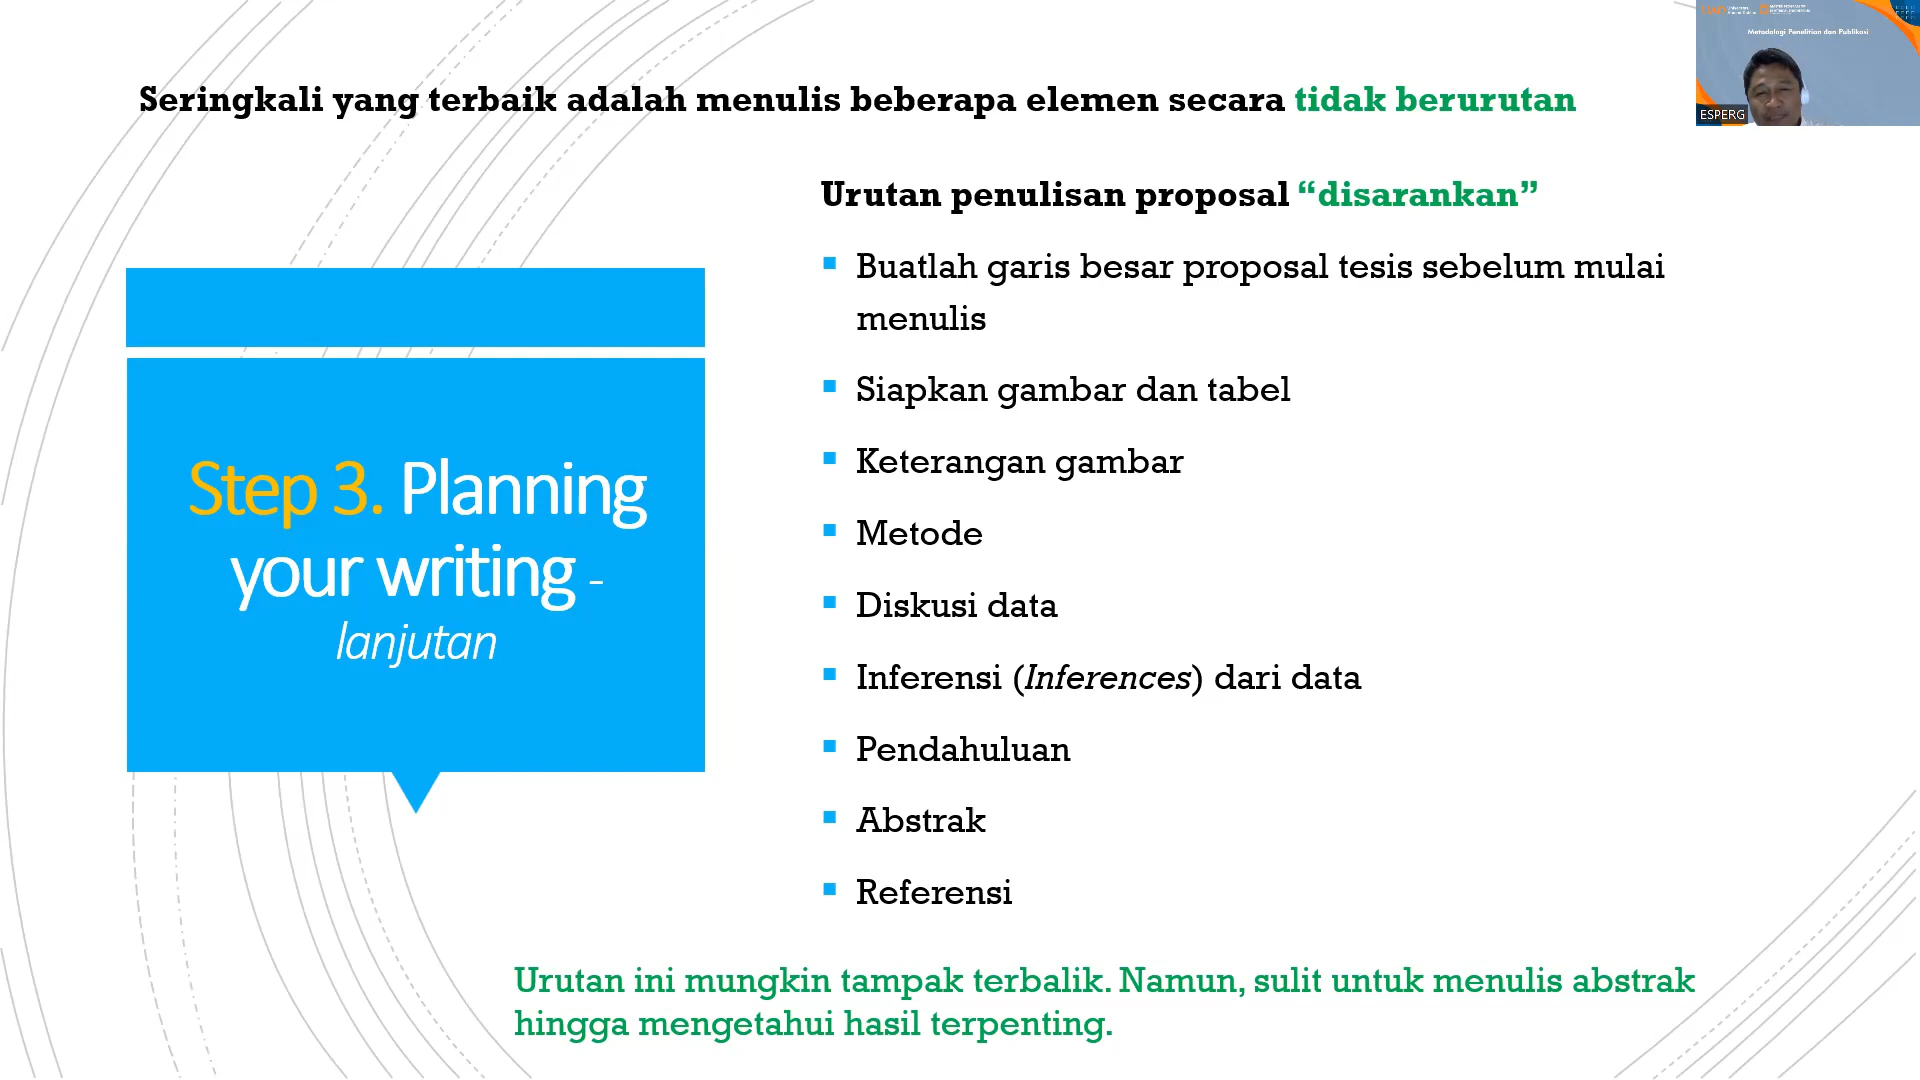 Seringkali yang terbaik adalah menulis beberapa elemen secara tidak berurutan
Metodologi Penelitian dan Publikasi
ESPERG
Step 3. Planning
your writing -
lanjutan
Urutan penulisan proposal “disarankan”
▪ Buatlah garis besar proposal tesis sebelum mulai
menulis
▪ Siapkan gambar dan tabel
▪ Keterangan gambar
▪ Metode
▪ Diskusi data
▪ Inferensi (Inferences) dari data
▪ Pendahuluan
▪ Abstrak
▪ Referensi
Urutan ini mungkin tampak terbalik. Namun, sulit untuk menulis abstrak
hingga mengetahui hasil terpenting.